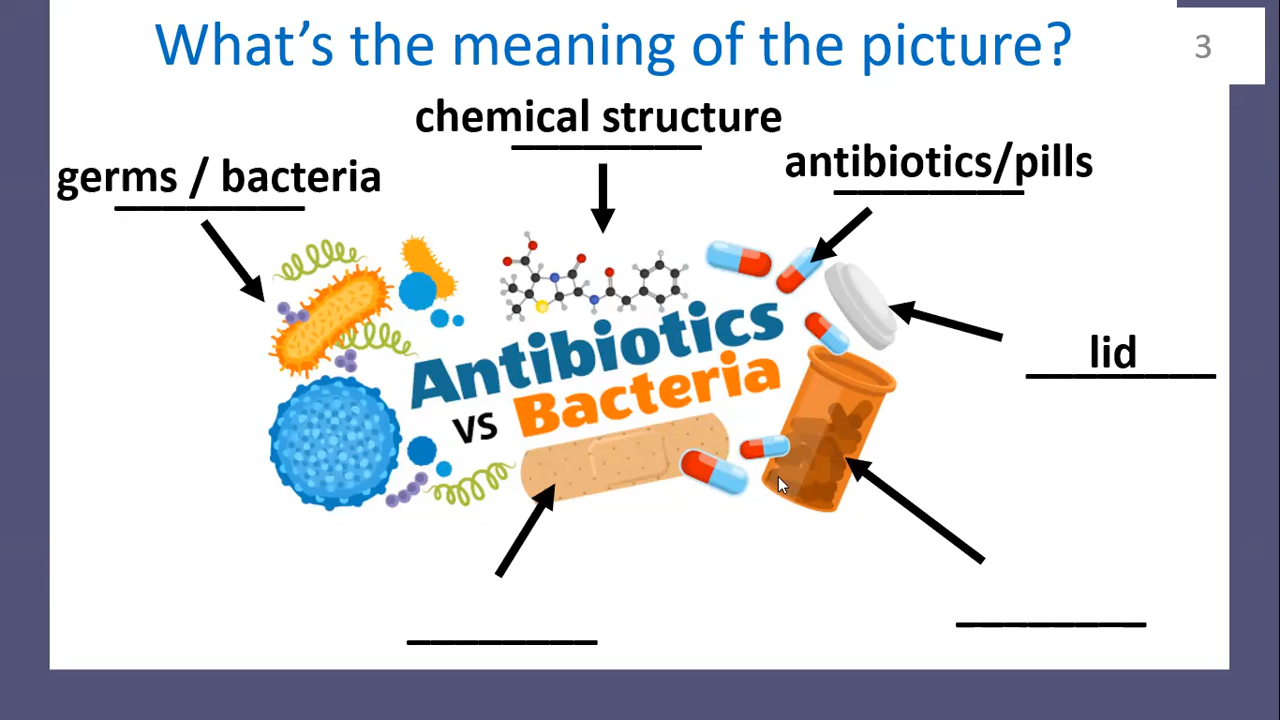 What's the meaning of the picture?
3
chemical structure
germs / bacteria
antibiotics/pills
Antibiotics
vs Bacteria
lid